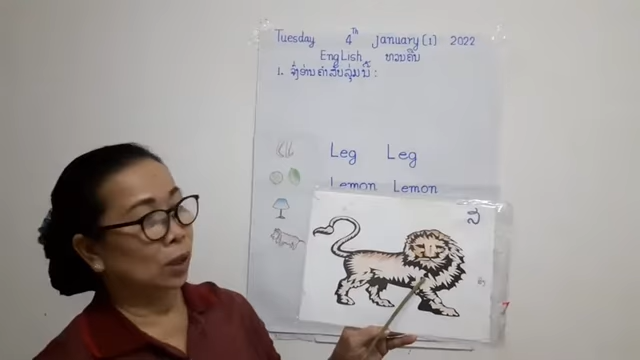 Tuesday 4th January (1) 2022
English ທວນຄືນ
1. ຈົ່ງອ່ານຄຳສັບລຸ່ມນີ້ :
Leg Leg
Lemon Lemon